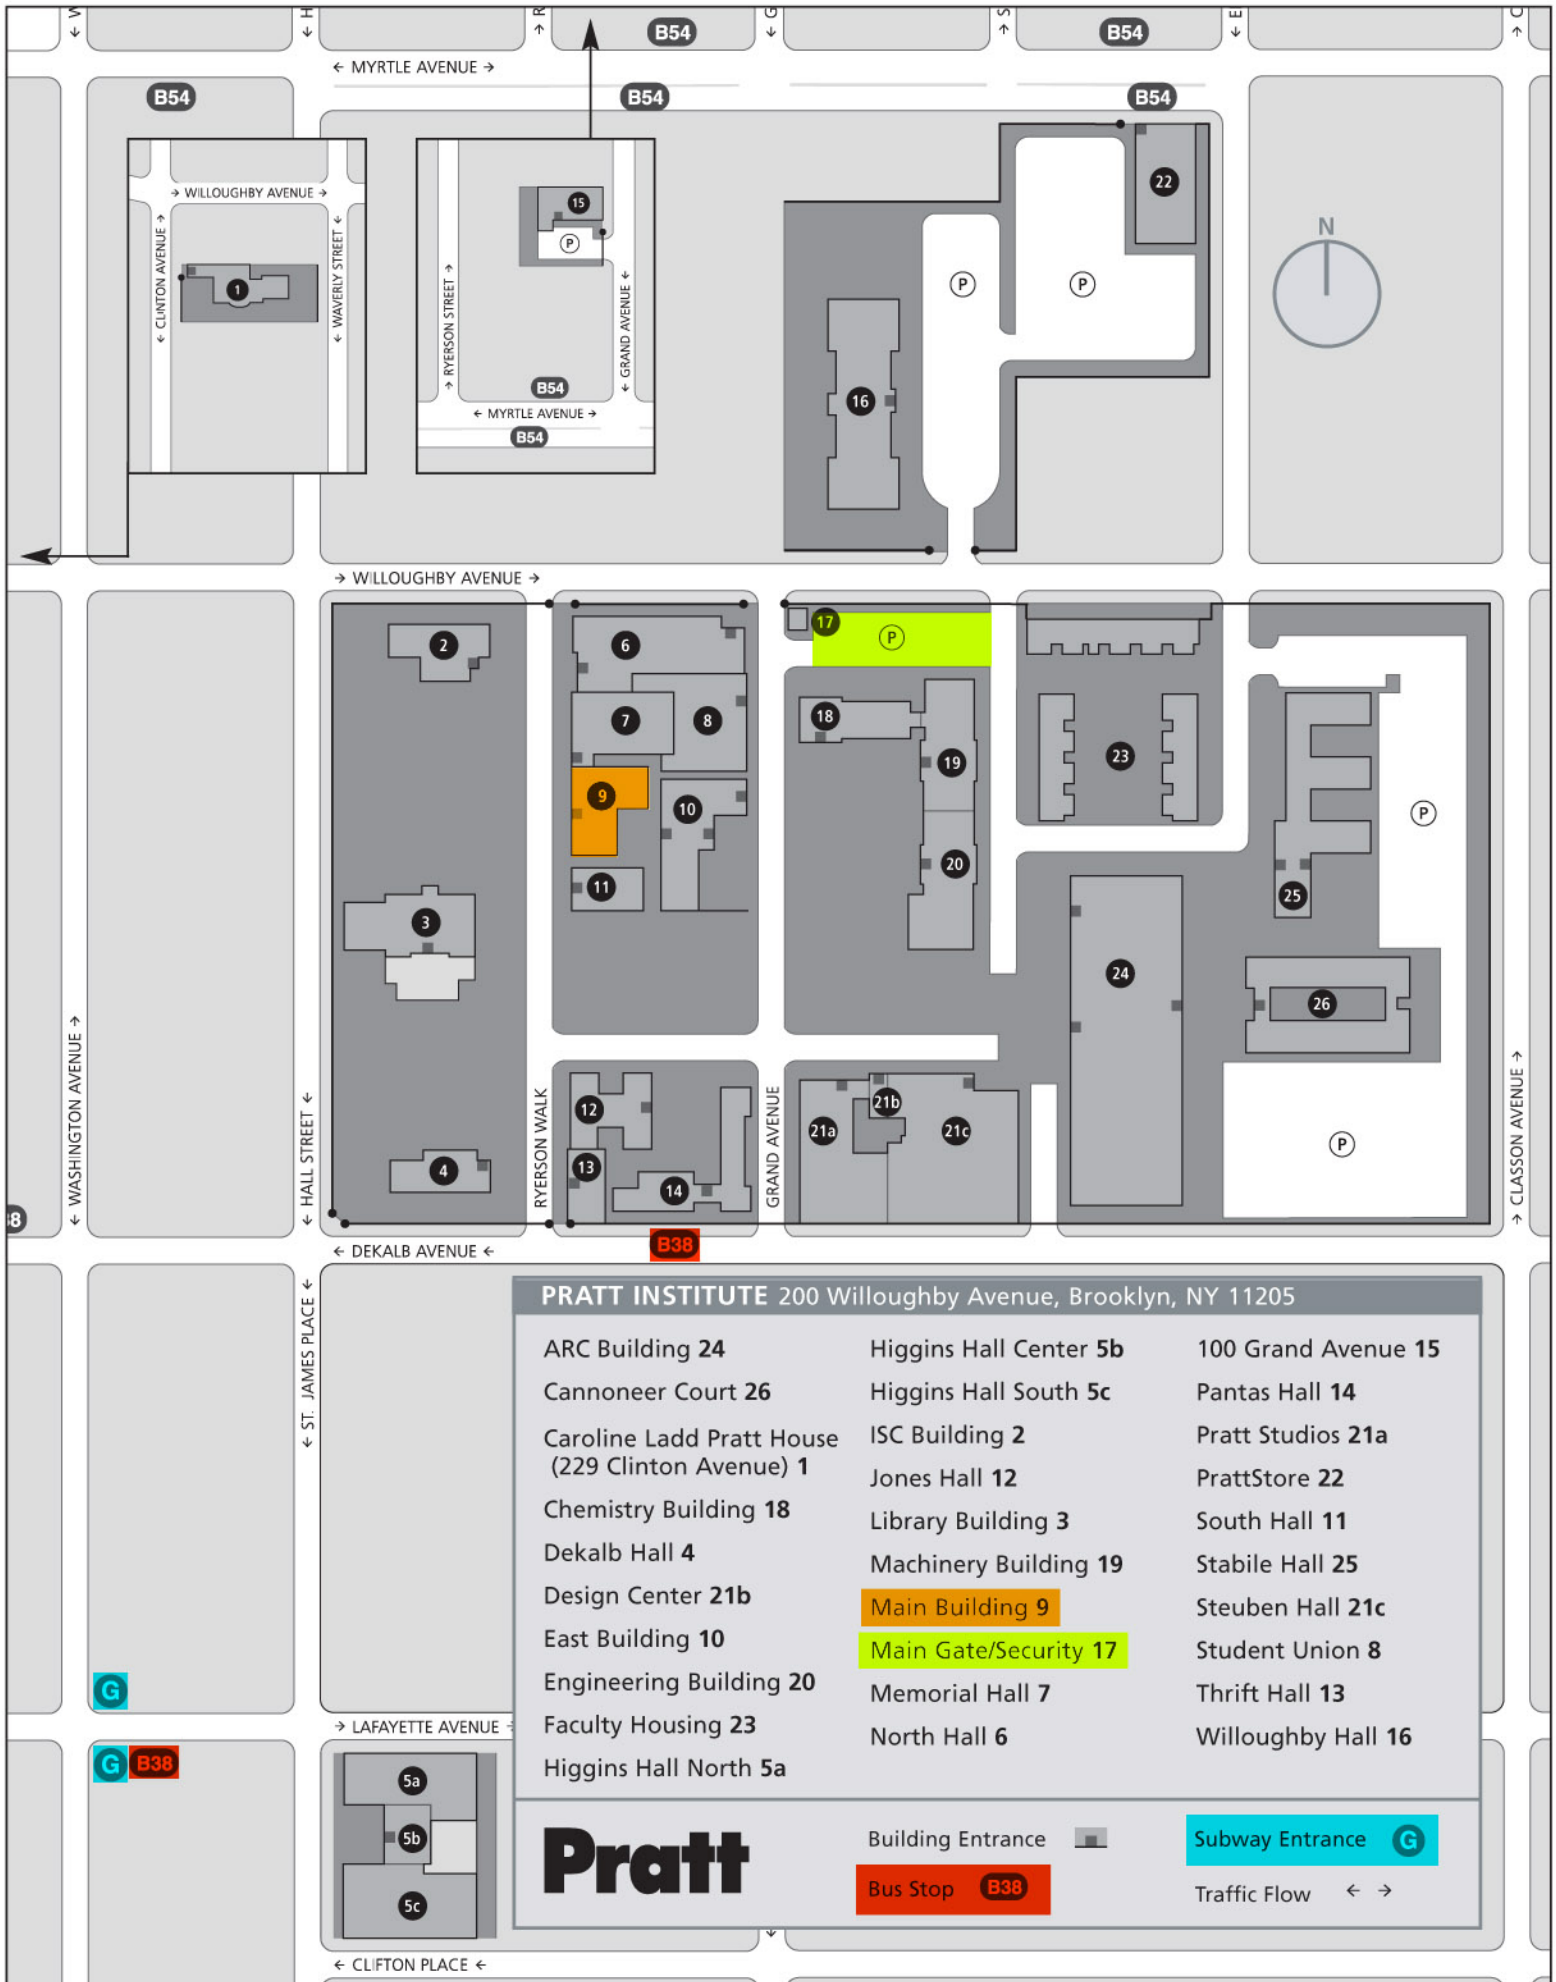 ← W
← H
→ R
← G
→ S
← E
→ C
B54
B54
← MYRTLE AVENUE →
B54
B54
B54
→ WILLOUGHBY AVENUE →
← CLINTON AVENUE →
← WAVERLY STREET →
1
15
P
→ RYERSON STREET →
← GRAND AVENUE ←
B54
← MYRTLE AVENUE →
B54
22
P
P
16
N
→ WILLOUGHBY AVENUE →
2
6
17
P
7
8
18
19
23
9
10
P
11
20
25
3
24
26
← WASHINGTON AVENUE →
← HALL STREET ←
RYERSON WALK
GRAND AVENUE
→ CLASSON AVENUE →
12
21b
21a
21c
P
13
4
14
38
B38
← DEKALB AVENUE ←
← ST. JAMES PLACE ←
PRATT INSTITUTE 200 Willoughby Avenue, Brooklyn, NY 11205
ARC Building 24
Cannoneer Court 26
Caroline Ladd Pratt House
(229 Clinton Avenue) 1
Chemistry Building 18
Dekalb Hall 4
Design Center 21b
East Building 10
Engineering Building 20
Faculty Housing 23
Higgins Hall North 5a
Higgins Hall Center 5b
Higgins Hall South 5c
ISC Building 2
Jones Hall 12
Library Building 3
Machinery Building 19
Main Building 9
Main Gate/Security 17
Memorial Hall 7
North Hall 6
100 Grand Avenue 15
Pantas Hall 14
Pratt Studios 21a
PrattStore 22
South Hall 11
Stabile Hall 25
Steuben Hall 21c
Student Union 8
Thrift Hall 13
Willoughby Hall 16
G
→ LAFAYETTE AVENUE →
G B38
5a
5b
5c
Pratt
Building Entrance
Bus Stop B38
Subway Entrance G
Traffic Flow ← →
← CLIFTON PLACE ←